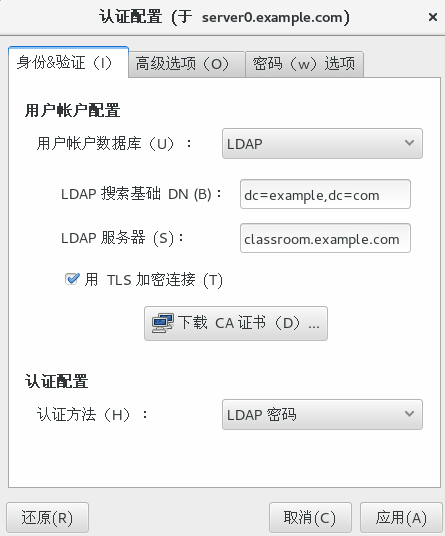 认证配置（于 server0.example.com）
身份&验证（I） 高级选项（O） 密码（w）选项
用户帐户配置
用户帐户数据库（U）： LDAP
LDAP 搜索基础 DN (B)： dc=example,dc=com
LDAP 服务器 (S)： classroom.example.com
用 TLS 加密连接 (T)
下载 CA 证书（D）...
认证配置
认证方法（H）： LDAP 密码
还原(R) 取消(C) 应用(A)